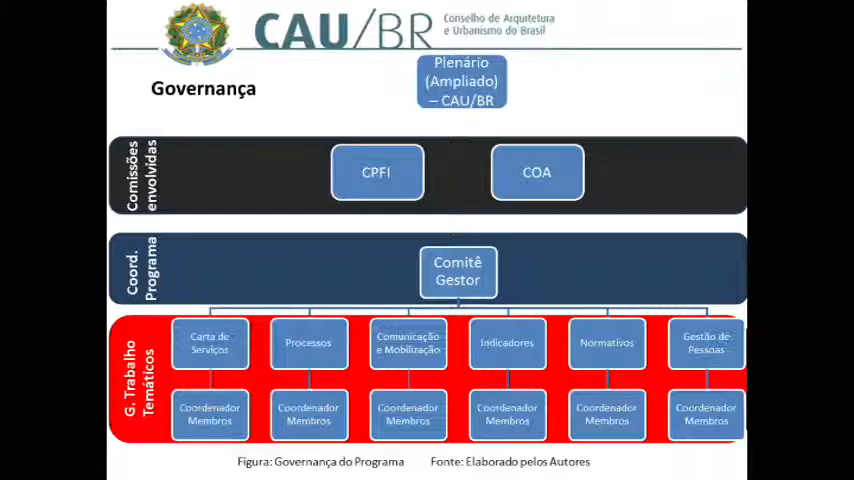 CAU/BR
Conselho de Arquitetura
e Urbanismo do Brasil
Governança
Plenário
(Ampliado)
– CAU/BR
Comissões
envolvidas
CPFI
COA
Coord.
Programa
Comitê
Gestor
G. Trabalho
Temáticos
Carta de
Serviços
Processos
Comunicação
e Mobilização
Indicadores
Normativos
Gestão de
Pessoas
Coordenador
Membros
Coordenador
Membros
Coordenador
Membros
Coordenador
Membros
Coordenador
Membros
Coordenador
Membros
Figura: Governança do Programa Fonte: Elaborado pelos Autores